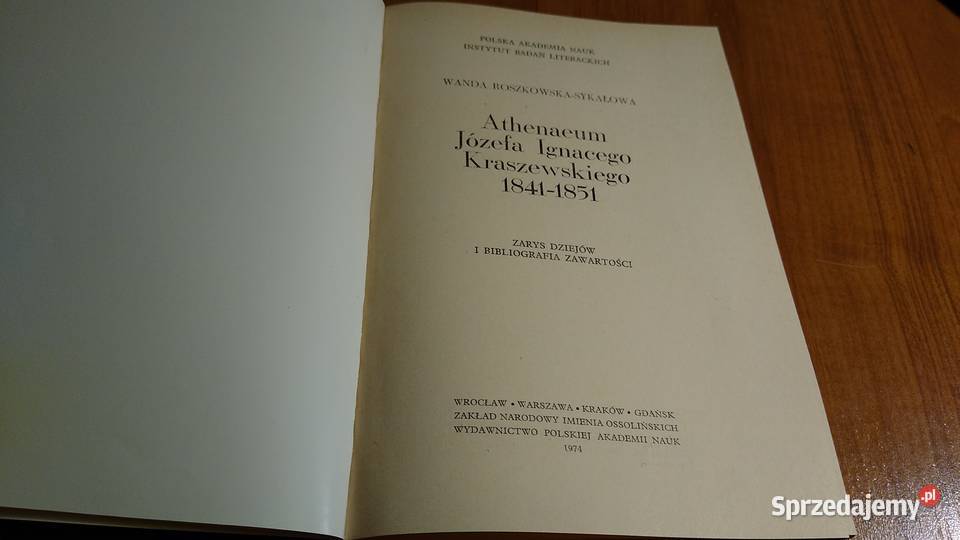 POLSKA AKADEMIA NAUK
INSTYTUT BADAŃ LITERACKICH
WANDA ROSZKOWSKA-SYKAŁOWA
Athenaeum
Józefa Ignacego
Kraszewskiego
1841-1851
ZARYS DZIEJÓW
I BIBLIOGRAFIA ZAWARTOŚCI
WROCŁAW • WARSZAWA • KRAKÓW • GDAŃSK
ZAKŁAD NARODOWY IMIENIA OSSOLIŃSKICH
WYDAWNICTWO POLSKIEJ AKADEMII NAUK
1974
Sprzedajemy.pl